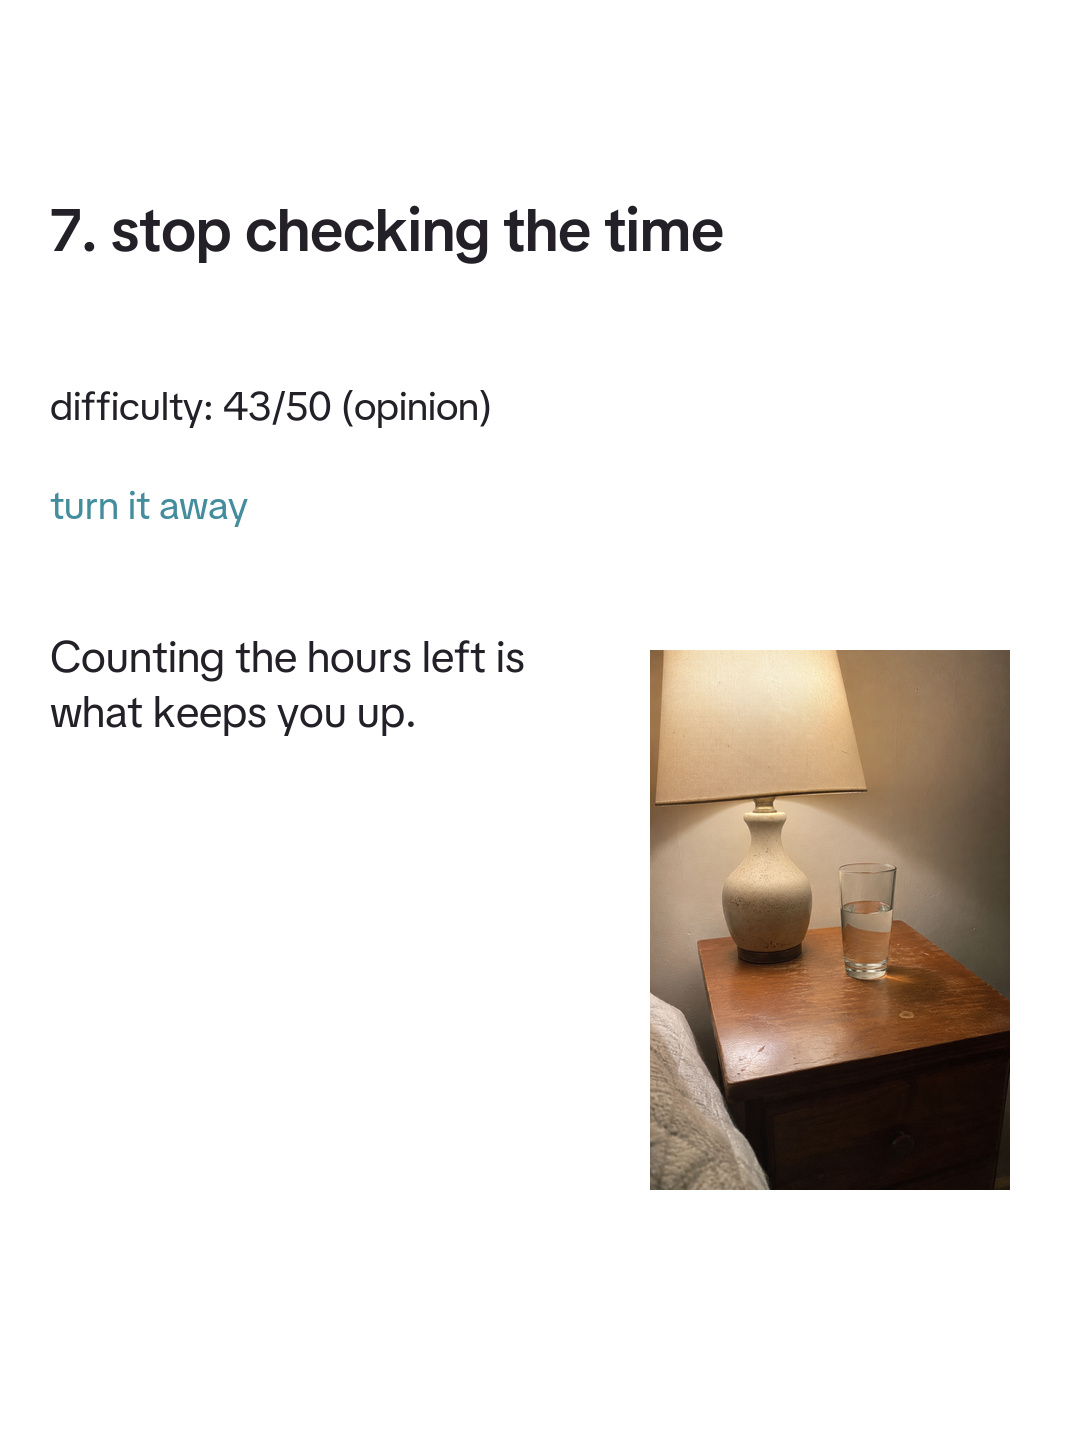 7. stop checking the time
difficulty: 43/50 (opinion)
turn it away
Counting the hours left is
what keeps you up.